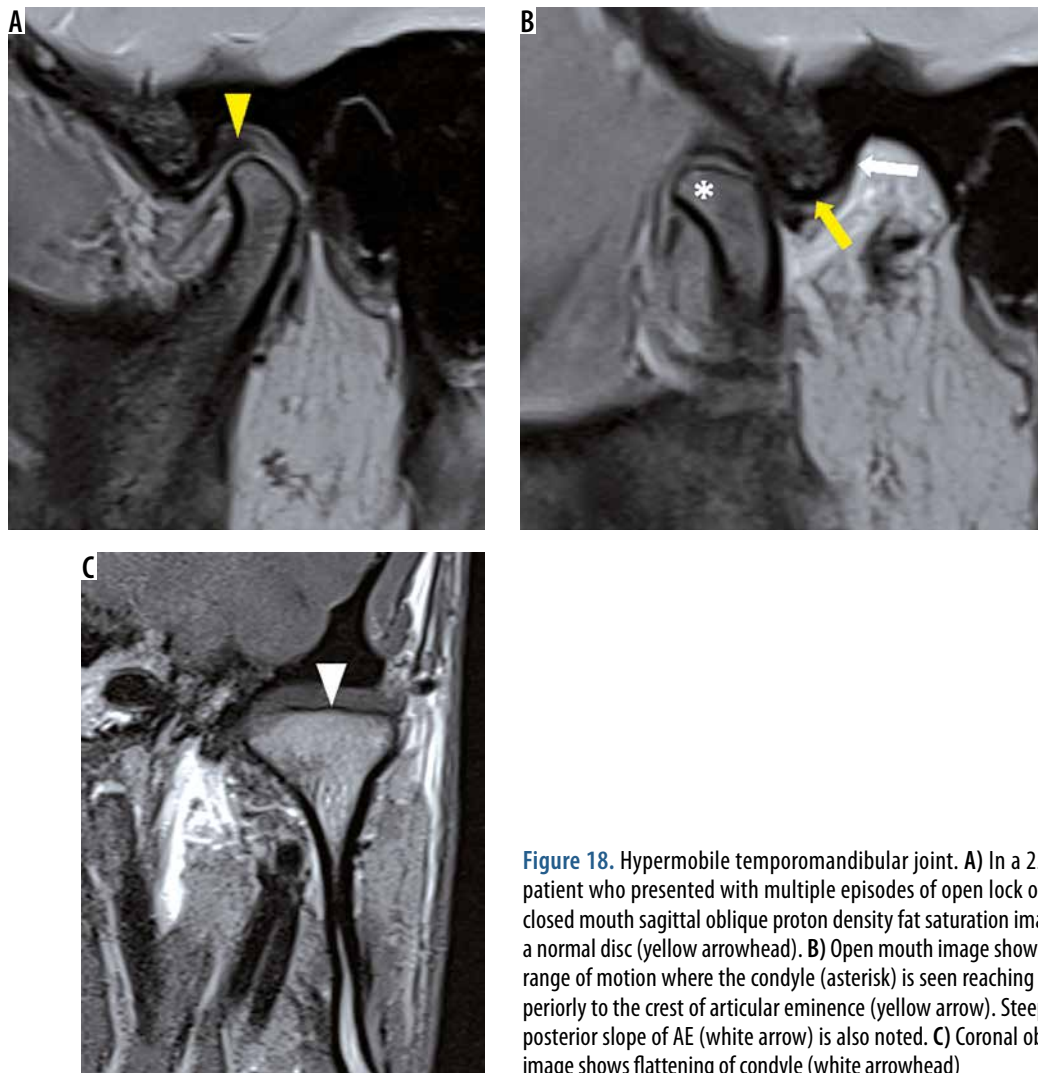 A
B
C
Figure 18. Hypermobile temporomandibular joint. A) In a 2
patient who presented with multiple episodes of open lock o
closed mouth sagittal oblique proton density fat saturation ima
a normal disc (yellow arrowhead). B) Open mouth image show
range of motion where the condyle (asterisk) is seen reaching
periorly to the crest of articular eminence (yellow arrow). Steep
posterior slope of AE (white arrow) is also noted. C) Coronal ob
image shows flattening of condyle (white arrowhead)